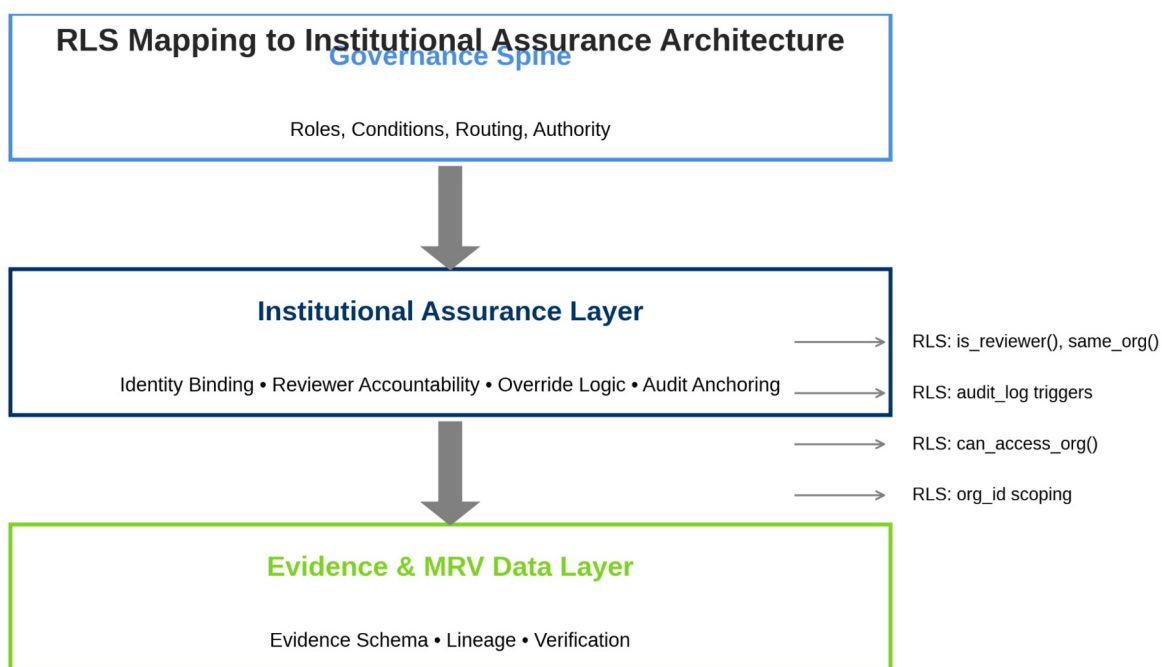 RLS Mapping to Institutional Assurance Architecture
Governance Spine
Roles, Conditions, Routing, Authority
Institutional Assurance Layer
RLS: is_reviewer(), same_org()
Identity Binding • Reviewer Accountability • Override Logic • Audit Anchoring
RLS: audit_log triggers
RLS: can_access_org()
RLS: org_id scoping
Evidence & MRV Data Layer
Evidence Schema • Lineage • Verification